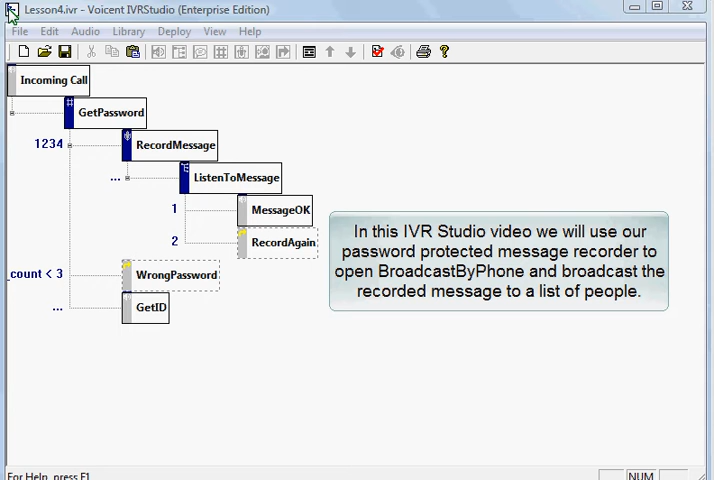 Lesson4.ivr - Voicent IVRStudio (Enterprise Edition)
File Edit Audio Library Deploy View Help
Incoming Call
GetPassword
1234 RecordMessage
... ListenToMessage
1 MessageOK
2 RecordAgain
_count < 3 WrongPassword
... GetID
In this IVR Studio video we will use our
password protected message recorder to
open BroadcastByPhone and broadcast the
recorded message to a list of people.
For Help, press F1 NUM